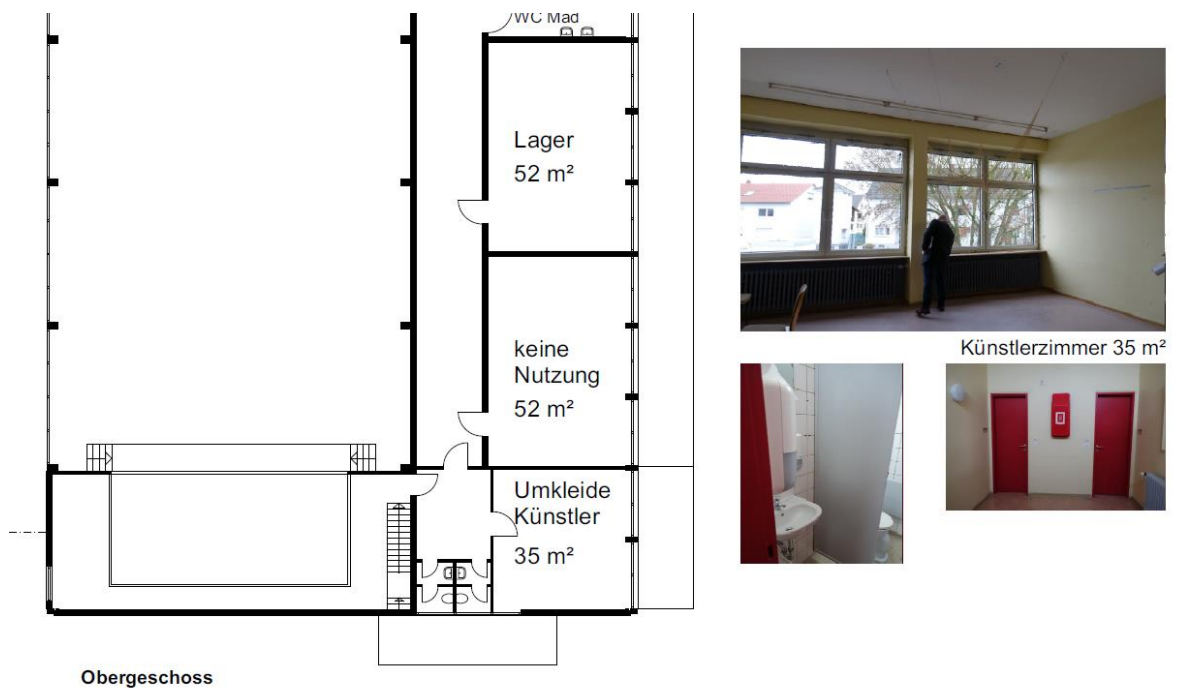 WC Mäd
Lager
52 m²
keine
Nutzung
52 m²
Umkleide
Künstler
35 m²
Obergeschoss
Künstlerzimmer 35 m²